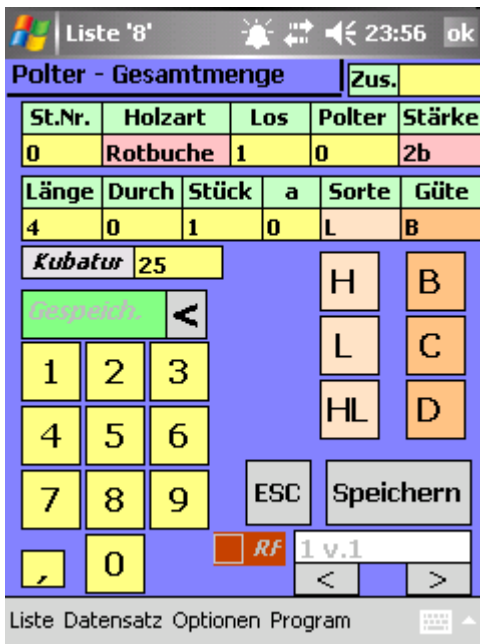 Liste '8' 23:56 ok
Polter - Gesamtmenge Zus.
St.Nr. Holzart Los Polter Stärke
0 Rotbuche 1 0 2b
Länge Durch Stück a Sorte Güte
4 0 1 0 L B
Kubatur 25
H B
Gespeich. <
L C
1 2 3
HL D
4 5 6
7 8 9 ESC Speichern
, 0 RF 1 v.1
< >
Liste Datensatz Optionen Program